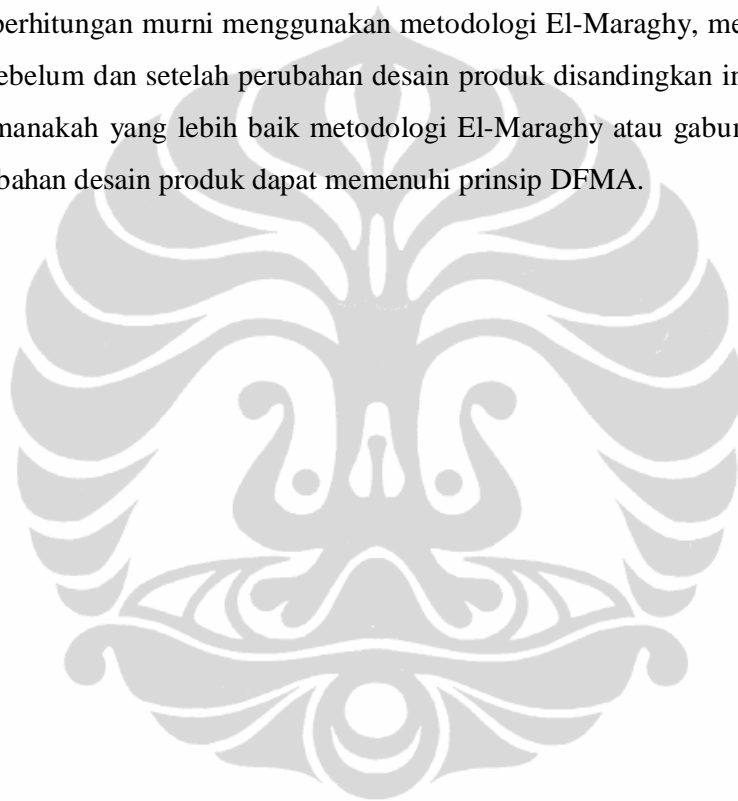 perhitungan murni menggunakan metodologi El-Maraghy, me
ebelum dan setelah perubahan desain produk disandingkan in
manakah yang lebih baik metodologi El-Maraghy atau gabun
bahan desain produk dapat memenuhi prinsip DFMA.